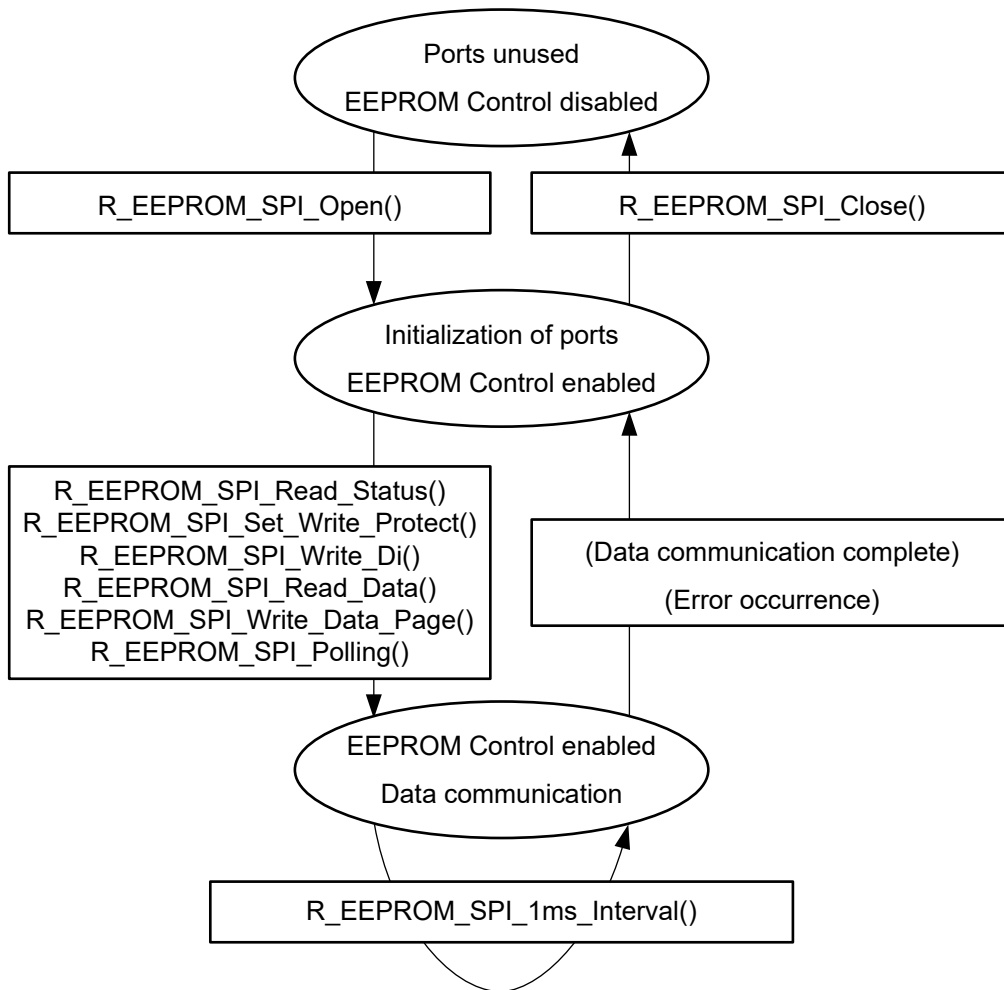 Ports unused
EEPROM Control disabled
R_EEPROM_SPI_Open()
R_EEPROM_SPI_Close()
Initialization of ports
EEPROM Control enabled
R_EEPROM_SPI_Read_Status()
R_EEPROM_SPI_Set_Write_Protect()
R_EEPROM_SPI_Write_Di()
R_EEPROM_SPI_Read_Data()
R_EEPROM_SPI_Write_Data_Page()
R_EEPROM_SPI_Polling()
(Data communication complete)
(Error occurrence)
EEPROM Control enabled
Data communication
R_EEPROM_SPI_1ms_Interval()